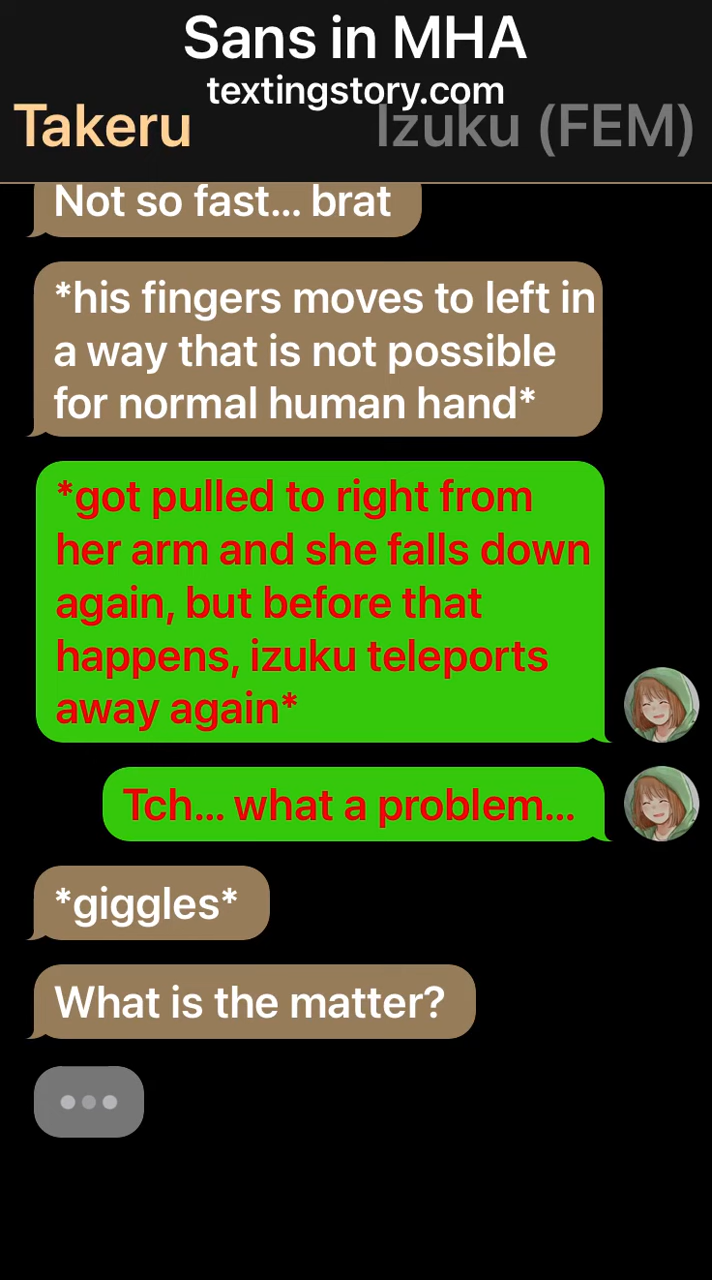 Sans in MHA
textingstory.com
Takeru
Izuku (FEM)
Not so fast... brat
*his fingers moves to left in
a way that is not possible
for normal human hand*
*got pulled to right from
her arm and she falls down
again, but before that
happens, izuku teleports
away again*
Tch... what a problem...
*giggles*
What is the matter?